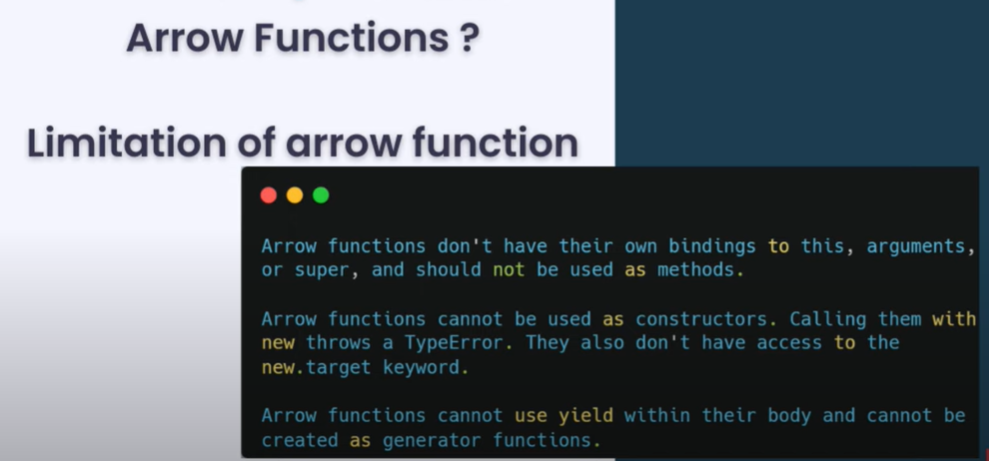 Arrow Functions ?
Limitation of arrow function
Arrow functions don't have their own bindings to this, arguments,
or super, and should not be used as methods.
Arrow functions cannot be used as constructors. Calling them with
new throws a TypeError. They also don't have access to the
new.target keyword.
Arrow functions cannot use yield within their body and cannot be
created as generator functions.